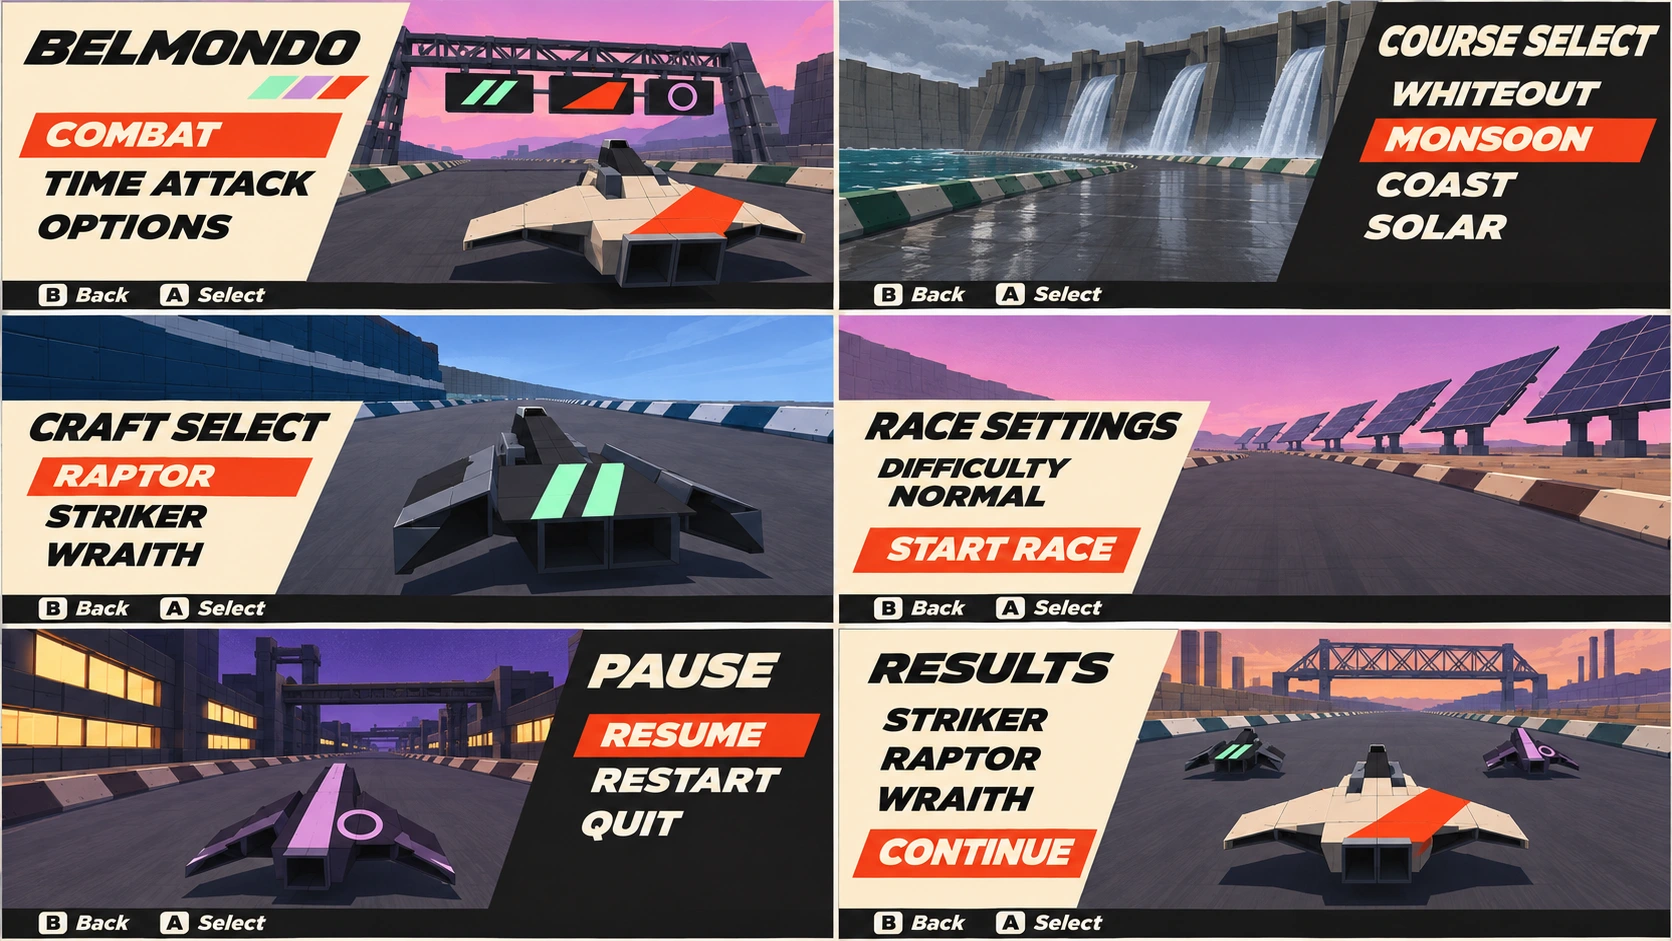 BELMONDO
COMBAT
TIME ATTACK
OPTIONS
B Back A Select
COURSE SELECT
WHITEOUT
MONSOON
COAST
SOLAR
B Back A Select
CRAFT SELECT
RAPTOR
STRIKER
WRAITH
B Back A Select
RACE SETTINGS
DIFFICULTY
NORMAL
START RACE
B Back A Select
PAUSE
RESUME
RESTART
QUIT
B Back A Select
RESULTS
STRIKER
RAPTOR
WRAITH
CONTINUE
B Back A Select